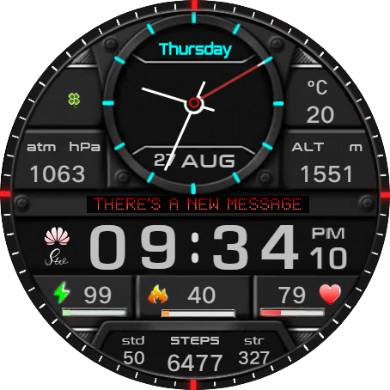 Thursday
°C
20
27 AUG
atm hPa
1063
ALT m
1551
THERE'S A NEW MESSAGE
09:34
PM
10
99
40
79
std
50
STEPS
6477
str
327